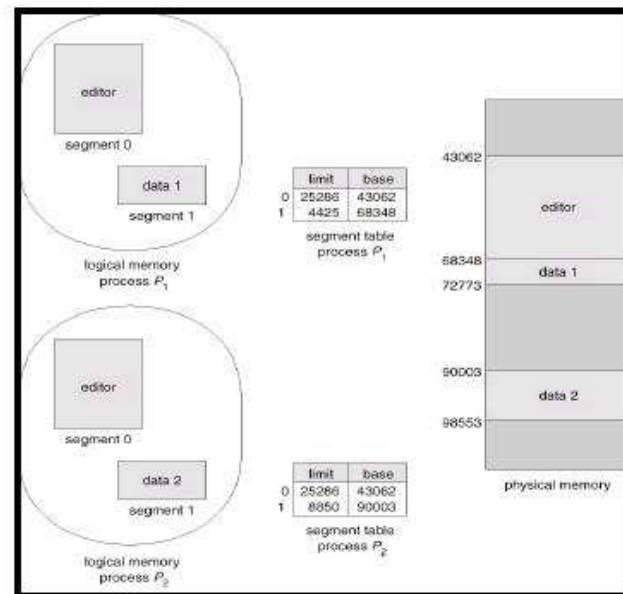 editor
segment 0
data 1
segment 1
logical memory
process P1
limit base
0 25286 43062
1 4425 68348
segment table
process P1
editor
segment 0
data 2
segment 1
logical memory
process P2
limit base
0 25286 43062
1 8850 90003
segment table
process P2
43062
editor
68348
data 1
72773
90003
data 2
98553
physical memory